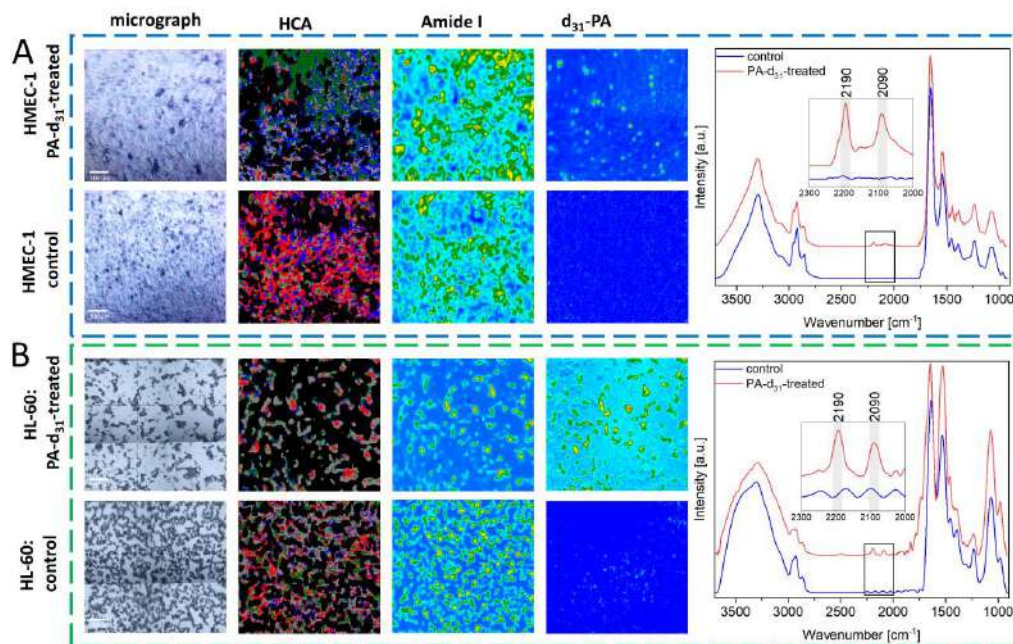 micrograph HCA Amide I d₃₁-PA
A
HMEC-1
PA-d₃₁-treated
HMEC-1
control
control
PA-d₃₁-treated
2190
2090
2300 2200 2100 2000
Intensity [a.u.]
3500 3000 2500 2000 1500 1000
Wavenumber [cm⁻¹]
B
HL-60:
PA-d₃₁-treated
HL-60:
control
control
PA-d₃₁-treated
2190
2090
2300 2200 2100 2000
Intensity [a.u.]
3500 3000 2500 2000 1500 1000
Wavenumber [cm⁻¹]